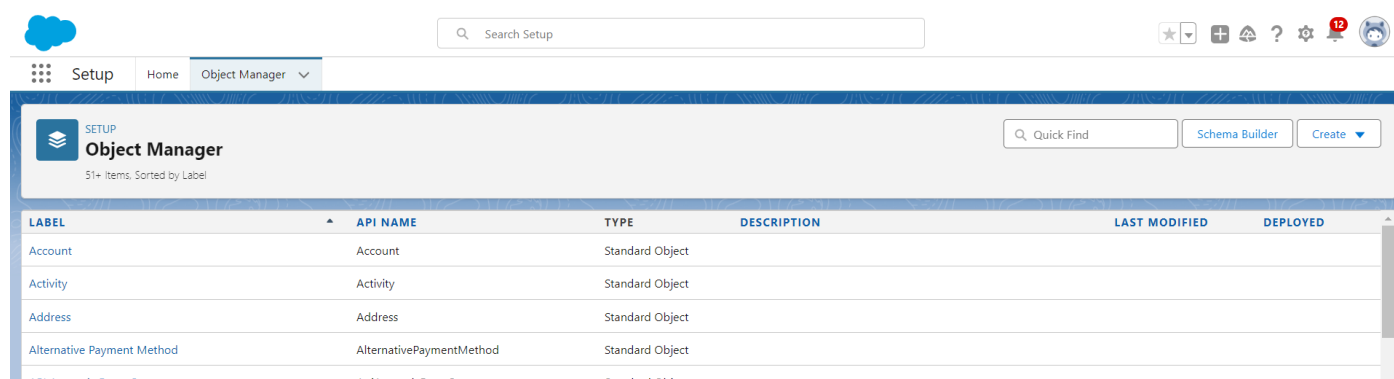 Search Setup
12
Setup Home Object Manager
SETUP
Object Manager
51+ Items, Sorted by Label
Quick Find Schema Builder Create
LABEL API NAME TYPE DESCRIPTION LAST MODIFIED DEPLOYED
Account Account Standard Object
Activity Activity Standard Object
Address Address Standard Object
Alternative Payment Method AlternativePaymentMethod Standard Object